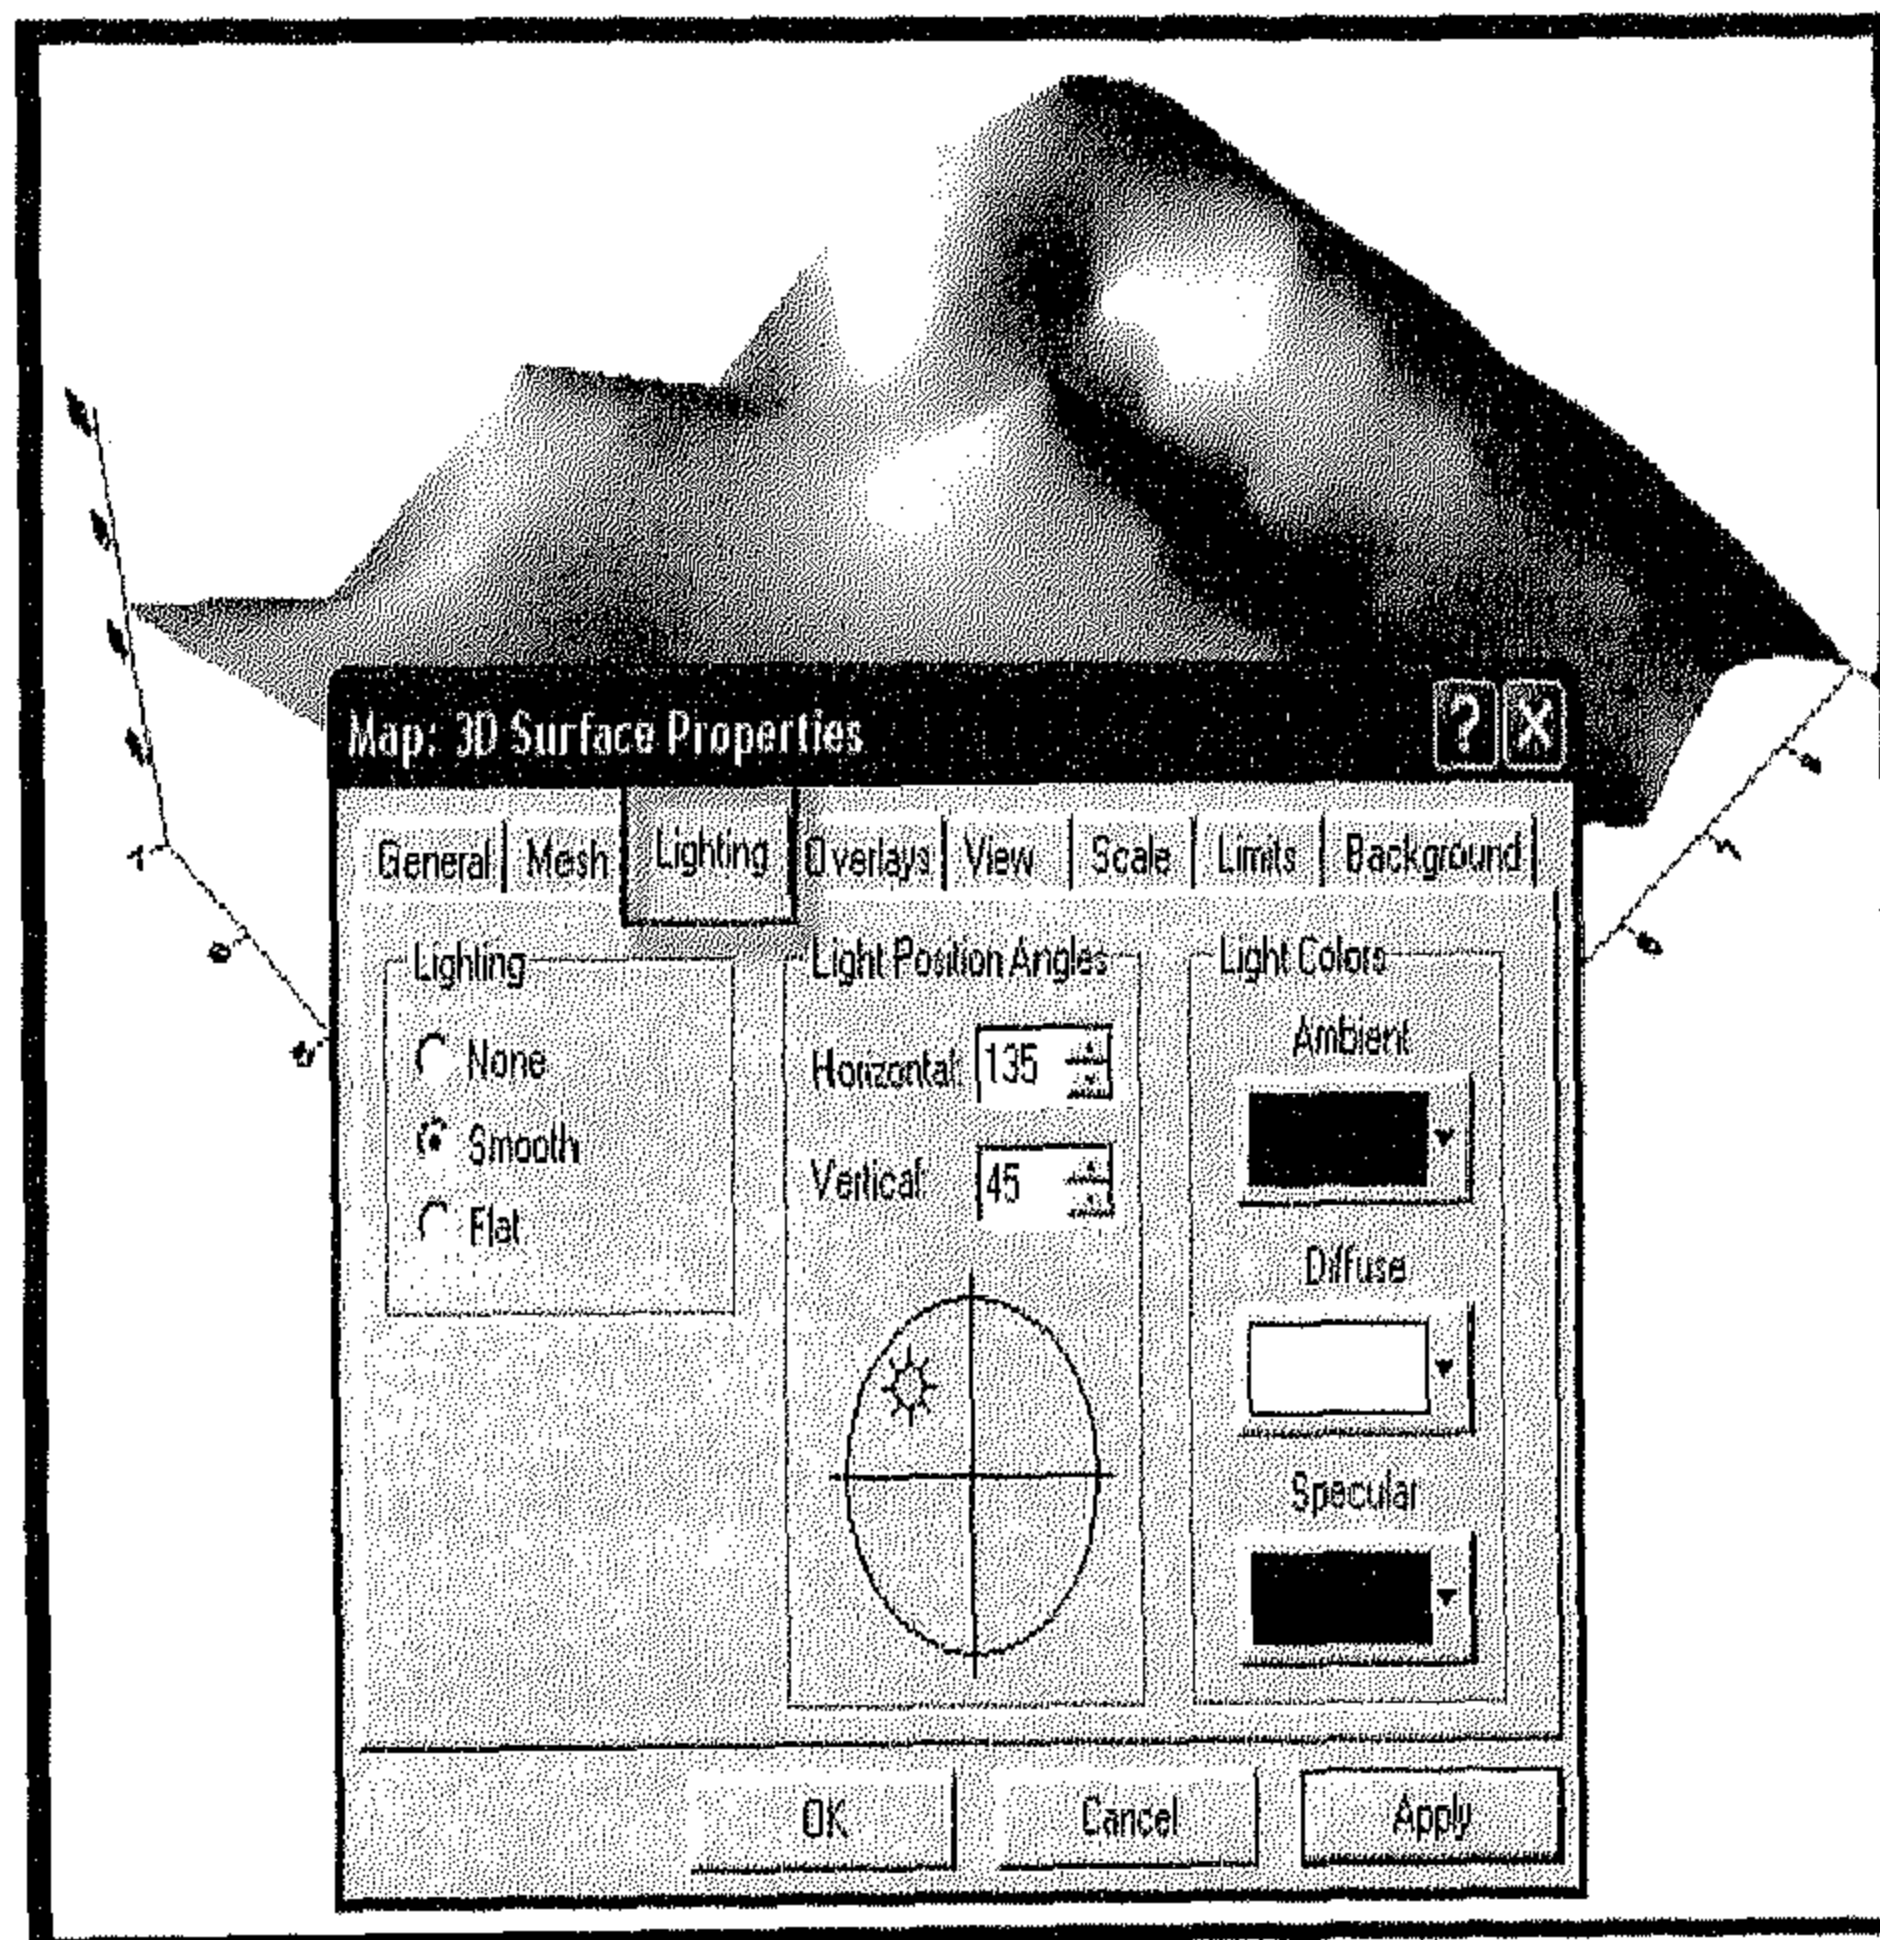 Map: 3D Surface Properties
? X
General Mesh Lighting Overlays View Scale Limits Background
Lighting
None
Smooth
Flat
Light Position Angles
Horizontal: 135
Vertical: 45
Light Colors
Ambient
Diffuse
Specular
OK Cancel Apply